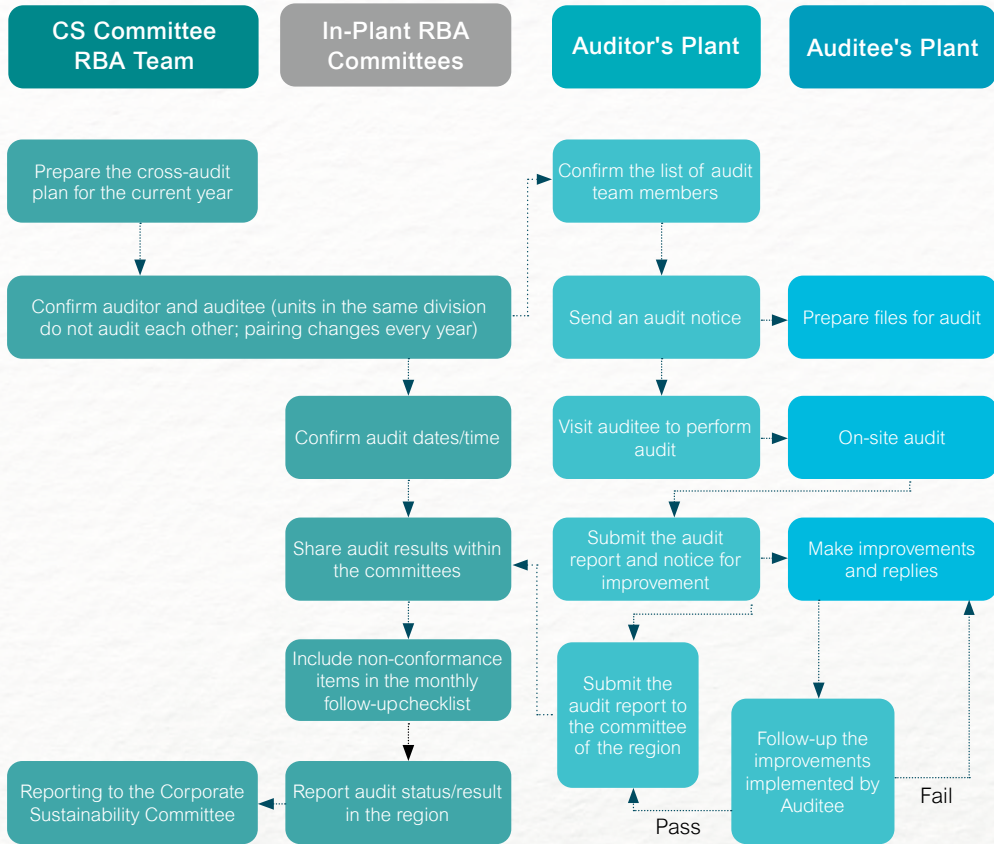 CS Committee
RBA Team
In-Plant RBA
Committees
Auditor's Plant
Auditee's Plant
Prepare the cross-audit
plan for the current year
Confirm the list of audit
team members
Confirm auditor and auditee (units in the same division
do not audit each other; pairing changes every year)
Send an audit notice
Prepare files for audit
Confirm audit dates/time
Visit auditee to perform
audit
On-site audit
Share audit results within
the committees
Submit the audit
report and notice for
improvement
Make improvements
and replies
Include non-conformance
items in the monthly
follow-upchecklist
Submit the
audit report to
the committee
of the region
Follow-up the
improvements
implemented by
Auditee
Fail
Pass
Reporting to the Corporate
Sustainability Committee
Report audit status/result
in the region